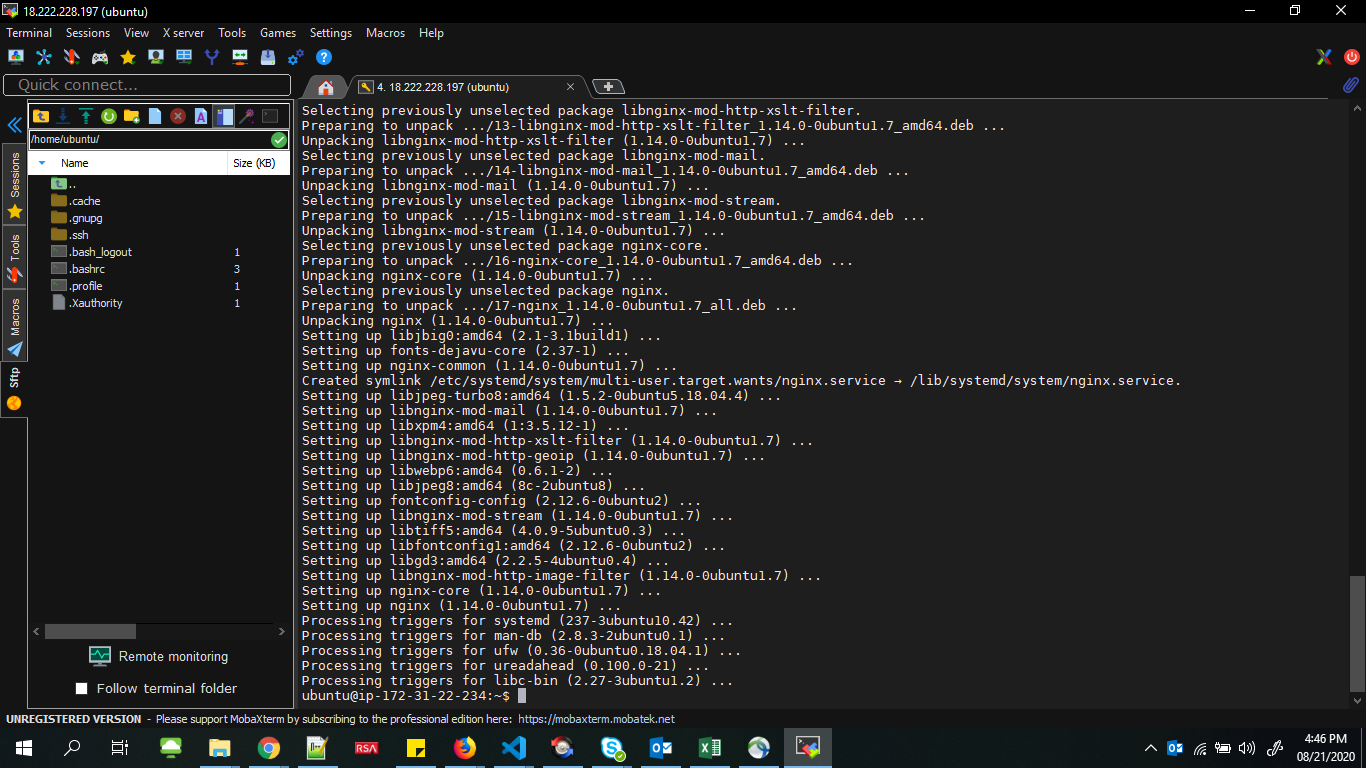 18.222.228.197 (ubuntu)
Terminal Sessions View X server Tools Games Settings Macros Help
Quick connect...
4. 18.222.228.197 (ubuntu)
/home/ubuntu/
Name Size (KB)
..
.cache
.gnupg
.ssh
.bash_logout 1
.bashrc 3
.profile 1
.Xauthority 1
Sessions
Tools
Macros
Sftp
Remote monitoring
Follow terminal folder
Selecting previously unselected package libnginx-mod-http-xslt-filter.
Preparing to unpack .../13-libnginx-mod-http-xslt-filter_1.14.0-0ubuntu1.7_amd64.deb ...
Unpacking libnginx-mod-http-xslt-filter (1.14.0-0ubuntu1.7) ...
Selecting previously unselected package libnginx-mod-mail.
Preparing to unpack .../14-libnginx-mod-mail_1.14.0-0ubuntu1.7_amd64.deb ...
Unpacking libnginx-mod-mail (1.14.0-0ubuntu1.7) ...
Selecting previously unselected package libnginx-mod-stream.
Preparing to unpack .../15-libnginx-mod-stream_1.14.0-0ubuntu1.7_amd64.deb ...
Unpacking libnginx-mod-stream (1.14.0-0ubuntu1.7) ...
Selecting previously unselected package nginx-core.
Preparing to unpack .../16-nginx-core_1.14.0-0ubuntu1.7_amd64.deb ...
Unpacking nginx-core (1.14.0-0ubuntu1.7) ...
Selecting previously unselected package nginx.
Preparing to unpack .../17-nginx_1.14.0-0ubuntu1.7_all.deb ...
Unpacking nginx (1.14.0-0ubuntu1.7) ...
Setting up libjbig0:amd64 (2.1-3.1build1) ...
Setting up fonts-dejavu-core (2.37-1) ...
Setting up nginx-common (1.14.0-0ubuntu1.7) ...
Created symlink /etc/systemd/system/multi-user.target.wants/nginx.service → /lib/systemd/system/nginx.service.
Setting up libjpeg-turbo8:amd64 (1.5.2-0ubuntu5.18.04.4) ...
Setting up libnginx-mod-mail (1.14.0-0ubuntu1.7) ...
Setting up libxpm4:amd64 (1:3.5.12-1) ...
Setting up libnginx-mod-http-xslt-filter (1.14.0-0ubuntu1.7) ...
Setting up libnginx-mod-http-geoip (1.14.0-0ubuntu1.7) ...
Setting up libwebp6:amd64 (0.6.1-2) ...
Setting up libjpeg8:amd64 (8c-2ubuntu8) ...
Setting up fontconfig-config (2.12.6-0ubuntu2) ...
Setting up libnginx-mod-stream (1.14.0-0ubuntu1.7) ...
Setting up libtiff5:amd64 (4.0.9-5ubuntu0.3) ...
Setting up libfontconfig1:amd64 (2.12.6-0ubuntu2) ...
Setting up libgd3:amd64 (2.2.5-4ubuntu0.4) ...
Setting up libnginx-mod-http-image-filter (1.14.0-0ubuntu1.7) ...
Setting up nginx-core (1.14.0-0ubuntu1.7) ...
Setting up nginx (1.14.0-0ubuntu1.7) ...
Processing triggers for systemd (237-3ubuntu10.42) ...
Processing triggers for man-db (2.8.3-2ubuntu0.1) ...
Processing triggers for ufw (0.36-0ubuntu0.18.04.1) ...
Processing triggers for ureadahead (0.100.0-21) ...
Processing triggers for libc-bin (2.27-3ubuntu1.2) ...
ubuntu@ip-172-31-22-234:~$
UNREGISTERED VERSION - Please support MobaXterm by subscribing to the professional edition here: https://mobaxterm.mobatek.net
RSA
4:46 PM
08/21/2020